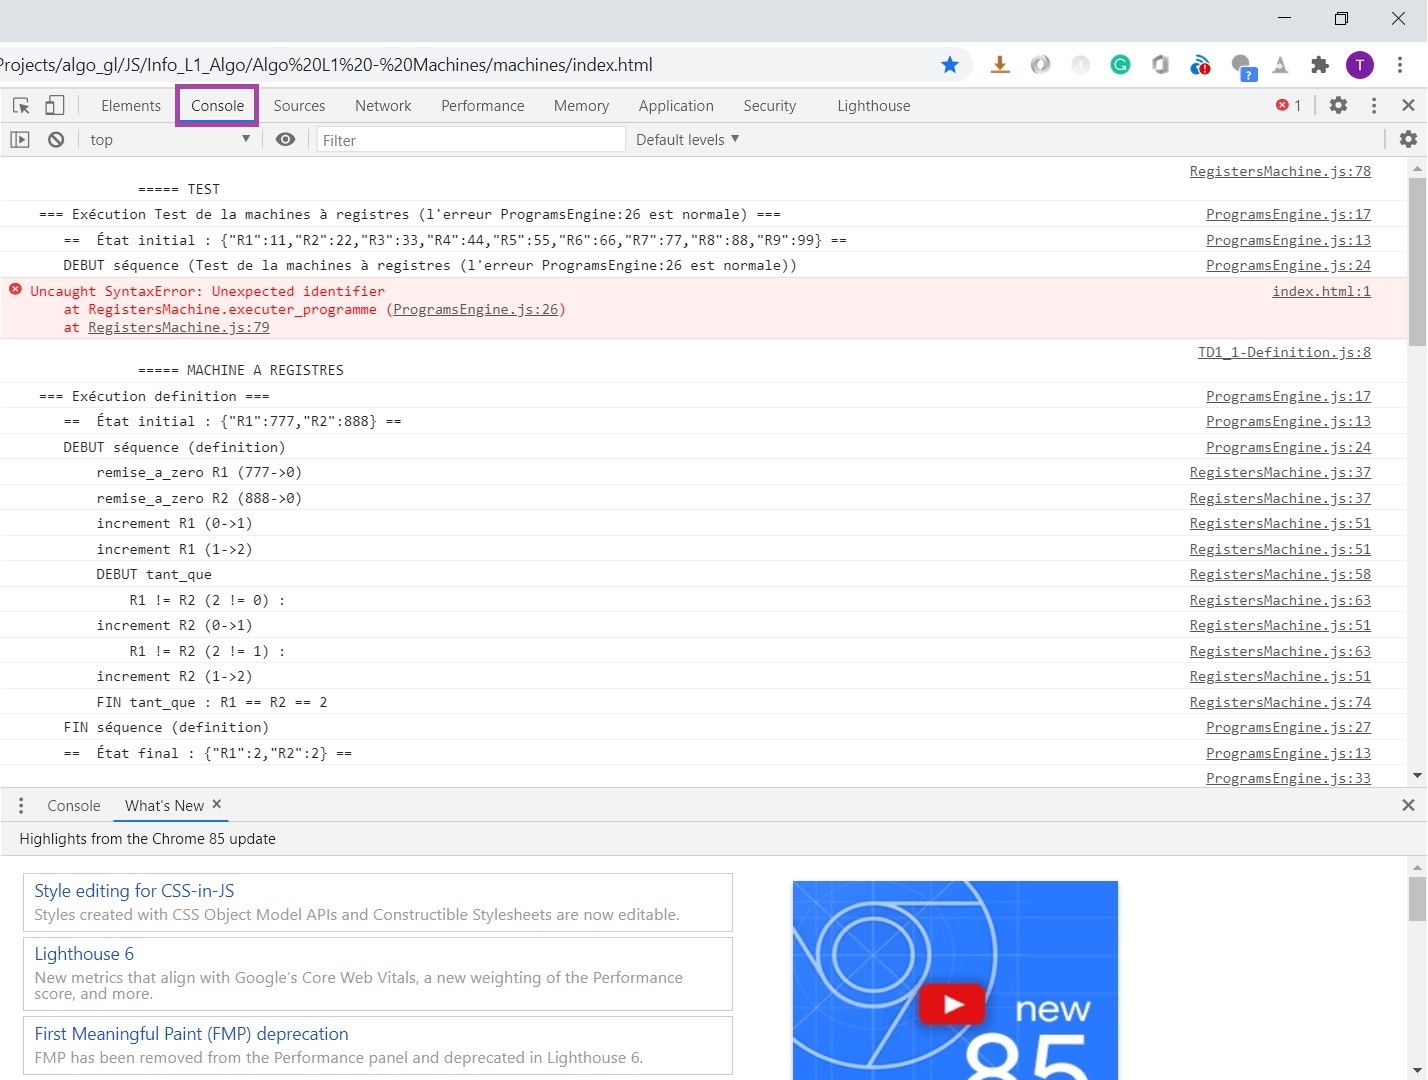 Projects/algo_gl/JS/Info_L1_Algo/Algo%20L1%20-%20Machines/machines/index.html
T
Elements Console Sources Network Performance Memory Application Security Lighthouse 1
top Filter Default levels
RegistersMachine.js:78
===== TEST
=== Exécution Test de la machines à registres (l'erreur ProgramsEngine:26 est normale) === ProgramsEngine.js:17
== État initial : {"R1":11,"R2":22,"R3":33,"R4":44,"R5":55,"R6":66,"R7":77,"R8":88,"R9":99} == ProgramsEngine.js:13
DEBUT séquence (Test de la machines à registres (l'erreur ProgramsEngine:26 est normale)) ProgramsEngine.js:24
Uncaught SyntaxError: Unexpected identifier index.html:1
at RegistersMachine.executer_programme (ProgramsEngine.js:26)
at RegistersMachine.js:79
TD1_1-Definition.js:8
===== MACHINE A REGISTRES
=== Exécution definition === ProgramsEngine.js:17
== État initial : {"R1":777,"R2":888} == ProgramsEngine.js:13
DEBUT séquence (definition) ProgramsEngine.js:24
remise_a_zero R1 (777->0) RegistersMachine.js:37
remise_a_zero R2 (888->0) RegistersMachine.js:37
increment R1 (0->1) RegistersMachine.js:51
increment R1 (1->2) RegistersMachine.js:51
DEBUT tant_que RegistersMachine.js:58
R1 != R2 (2 != 0) : RegistersMachine.js:63
increment R2 (0->1) RegistersMachine.js:51
R1 != R2 (2 != 1) : RegistersMachine.js:63
increment R2 (1->2) RegistersMachine.js:51
FIN tant_que : R1 == R2 == 2 RegistersMachine.js:74
FIN séquence (definition) ProgramsEngine.js:27
== État final : {"R1":2,"R2":2} == ProgramsEngine.js:13
ProgramsEngine.js:33
Console What's New
Highlights from the Chrome 85 update
Style editing for CSS-in-JS
Styles created with CSS Object Model APIs and Constructible Stylesheets are now editable.
Lighthouse 6
New metrics that align with Google's Core Web Vitals, a new weighting of the Performance
score, and more.
First Meaningful Paint (FMP) deprecation
FMP has been removed from the Performance panel and deprecated in Lighthouse 6.
new
85